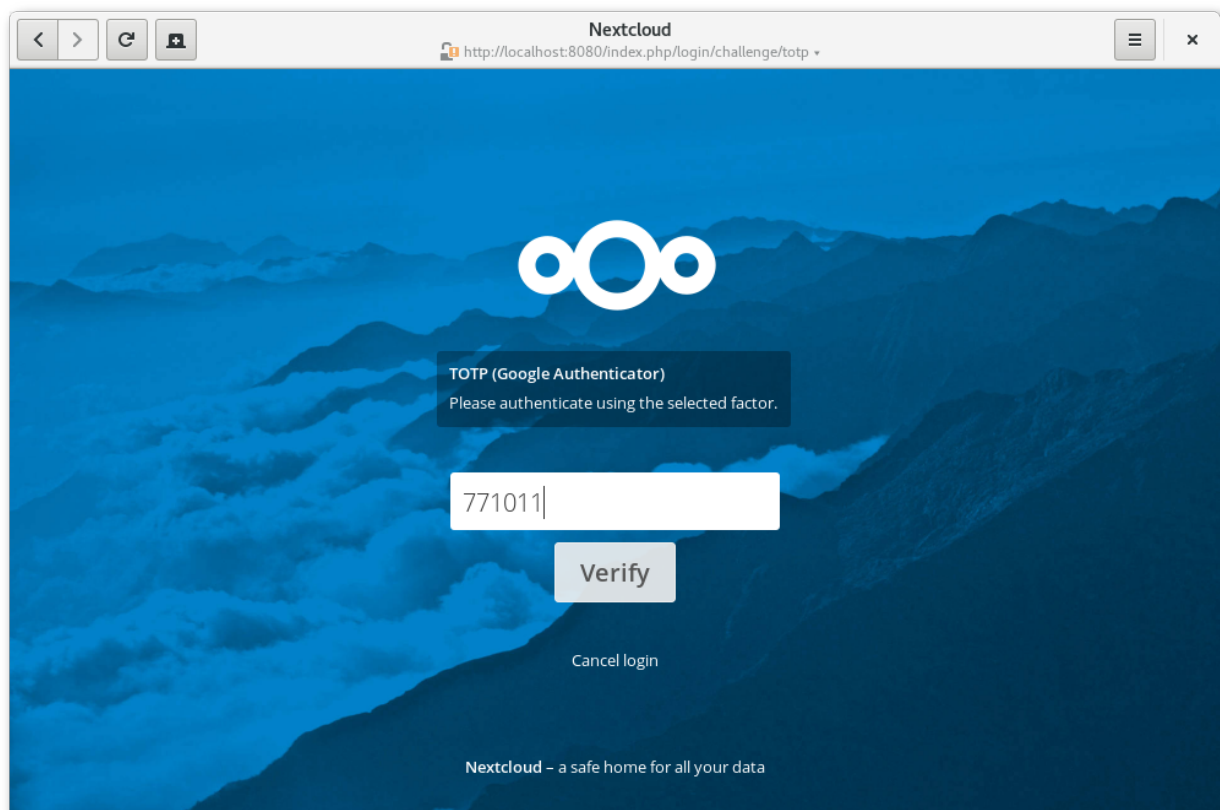 Nextcloud
http://localhost:8080/index.php/login/challenge/totp
TOTP (Google Authenticator)
Please authenticate using the selected factor.
771011
Verify
Cancel login
Nextcloud – a safe home for all your data